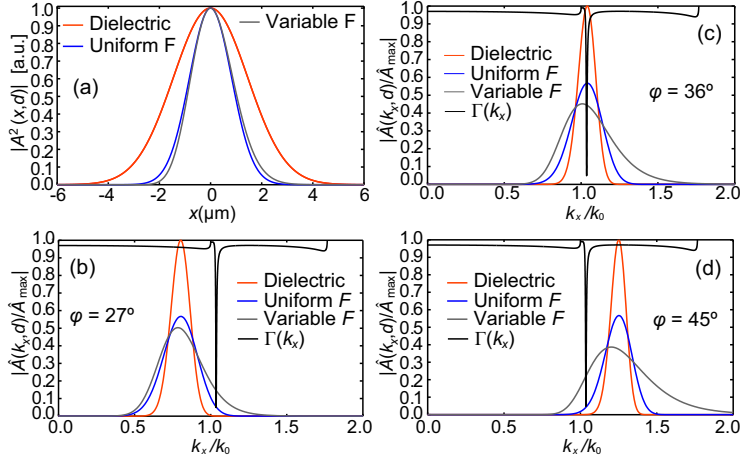 1.0
0.9
0.8
0.7
0.6
0.5
0.4
0.3
0.2
0.1
0.0
|A²(x,d)| [a.u.]
Dielectric
Uniform F
Variable F
(a)
-6 -4 -2 0 2 4 6
x(μm)
1.0
0.9
0.8
0.7
0.6
0.5
0.4
0.3
0.2
0.1
0.0
|Â(kₓ,d)/Âmax|
(c)
Dielectric
Uniform F
Variable F
Γ(kₓ)
φ = 36º
0.0 0.5 1.0 1.5 2.0
kₓ/k₀
1.0
0.9
0.8
0.7
0.6
0.5
0.4
0.3
0.2
0.1
0.0
|Â(kₓ,d)/Âmax|
(b)
φ = 27º
Dielectric
Uniform F
Variable F
Γ(kₓ)
0.0 0.5 1.0 1.5 2.0
kₓ/k₀
1.0
0.9
0.8
0.7
0.6
0.5
0.4
0.3
0.2
0.1
0.0
|Â(kₓ,d)/Âmax|
(d)
Dielectric
Uniform F
Variable F
Γ(kₓ)
φ = 45º
0.0 0.5 1.0 1.5 2.0
kₓ/k₀